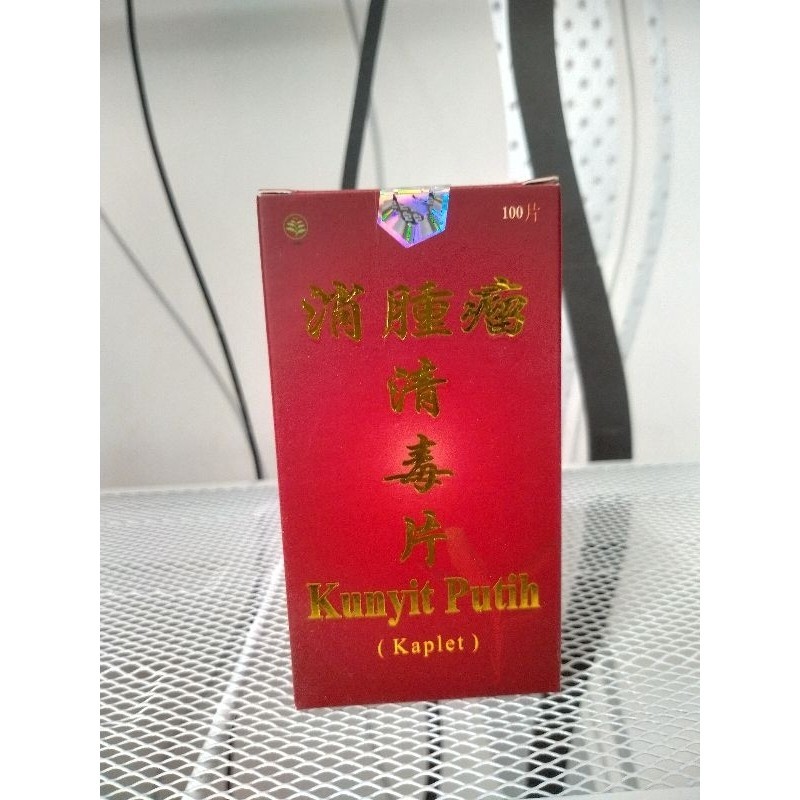 100片
消腫瘤
清
毒
片
Kunyit Putih
( Kaplet )